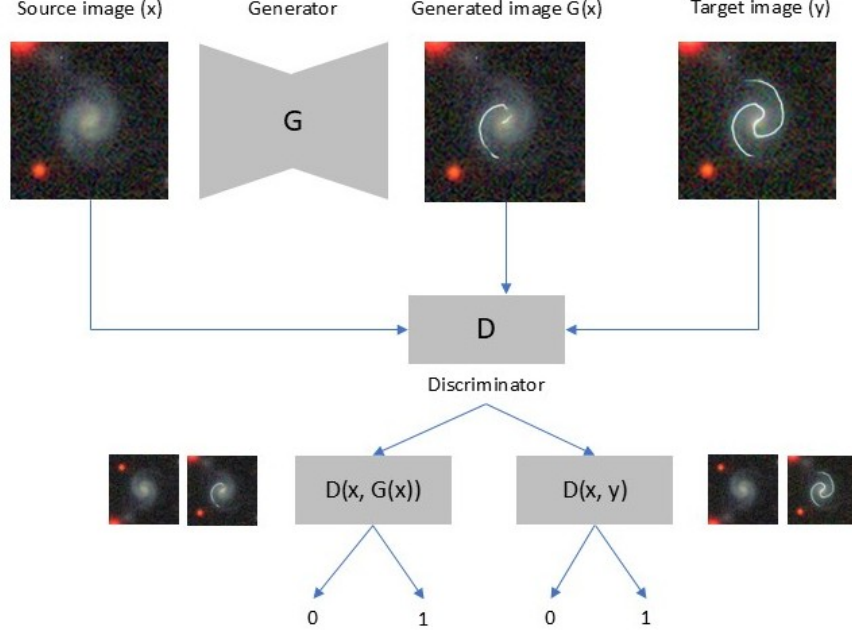 Source image (x)
Generator
Generated image G(x)
Target image (y)
G
D
Discriminator
D(x, G(x))
D(x, y)
0
1
0
1